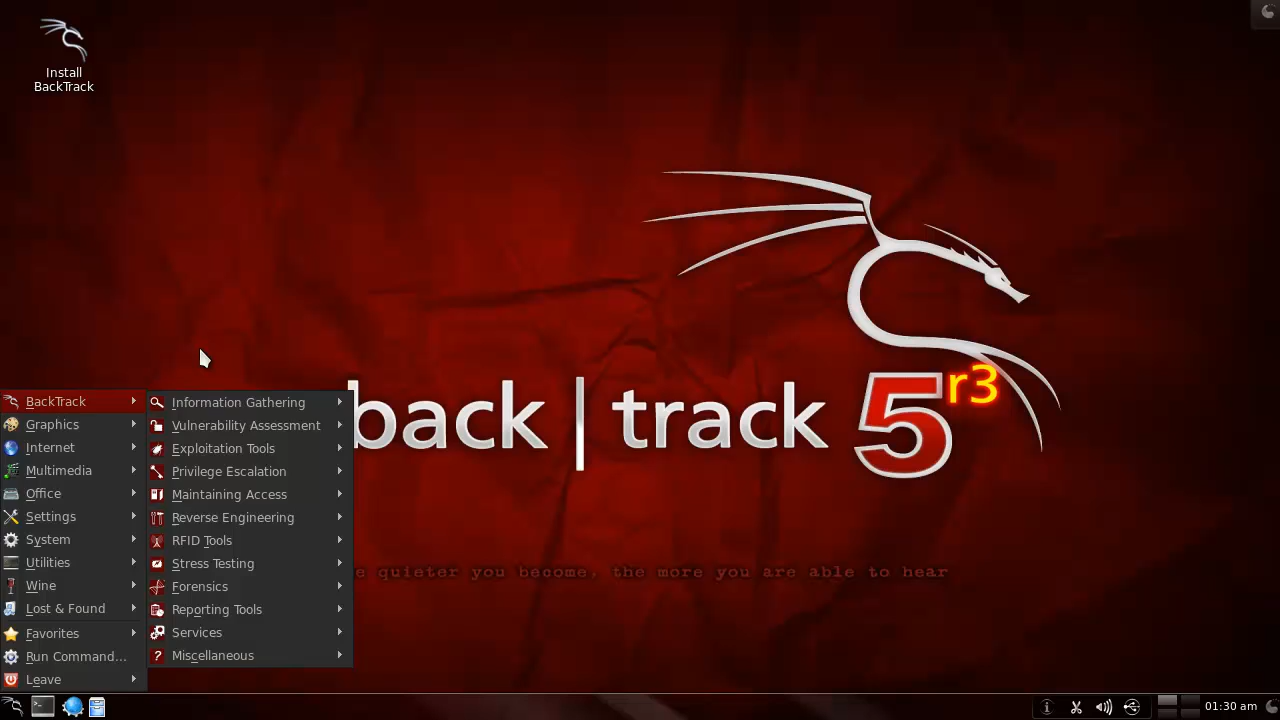 Install
BackTrack
back | track 5 r3
e quieter you become, the more you are able to hear
BackTrack
Graphics
Internet
Multimedia
Office
Settings
System
Utilities
Wine
Lost & Found
Favorites
Run Command...
Leave
Information Gathering
Vulnerability Assessment
Exploitation Tools
Privilege Escalation
Maintaining Access
Reverse Engineering
RFID Tools
Stress Testing
Forensics
Reporting Tools
Services
Miscellaneous
01:30 am